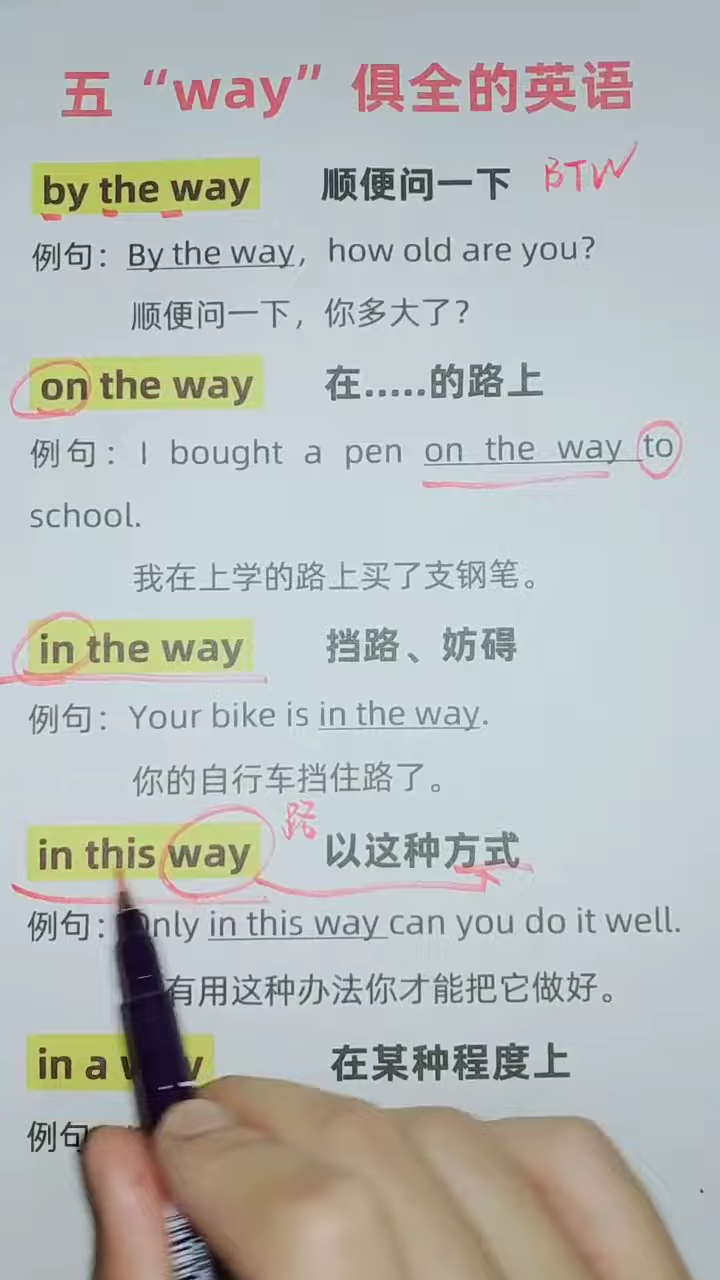 五“way”俱全的英语
by the way 顺便问一下 BTW
例句：By the way，how old are you?
顺便问一下，你多大了?
on the way 在……的路上
例句：I bought a pen on the way to
school.
我在上学的路上买了支钢笔。
in the way 挡路、妨碍
例句：Your bike is in the way.
你的自行车挡住路了。
路
in this way 以这种方式
例句：Only in this way can you do it well.
有用这种办法你才能把它做好。
in a way 在某种程度上
例句